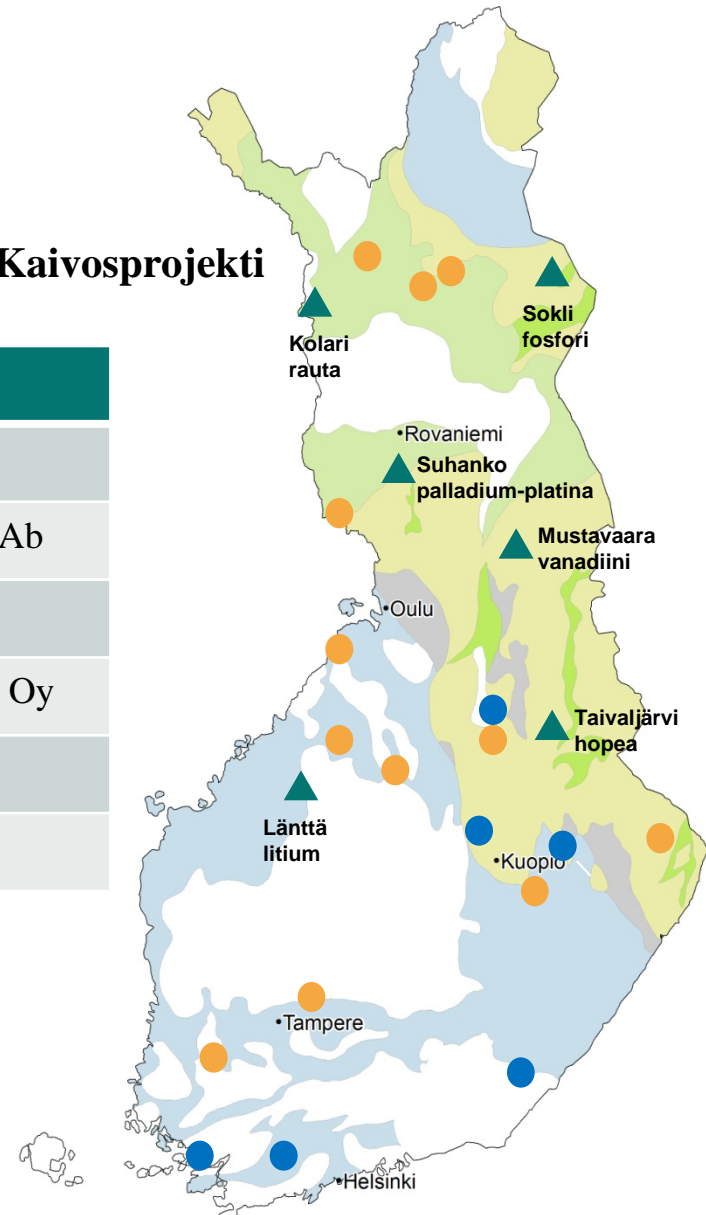 Kaivosprojekti
Ab
Oy
Sokli
fosfori
Kolari
rauta
•Rovaniemi
Suhanko
palladium-platina
Mustavaara
vanadiini
•Oulu
Taivaljärvi
hopea
Länttä
litium
•Kuopio
•Tampere
•Helsinki